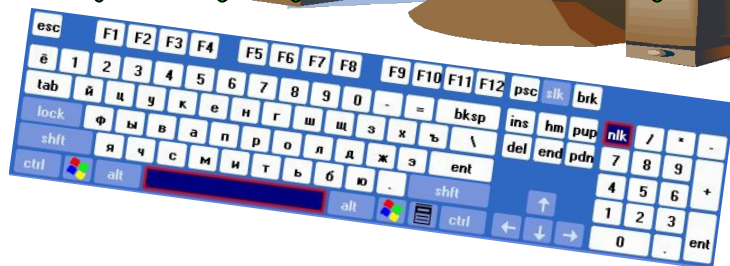 esc F1 F2 F3 F4 F5 F6 F7 F8 F9 F10 F11 F12 psc slk brk
ё 1 2 3 4 5 6 7 8 9 0 - = bksp ins hm pup nlk / * -
tab й ц у к е н г ш щ з х ъ \ del end pdn 7 8 9 +
lock ф ы в а п р о л д ж э ent 4 5 6
shft я ч с м и т ь б ю . shft ↑ 1 2 3 ent
ctrl alt alt ctrl ← ↓ → 0 .